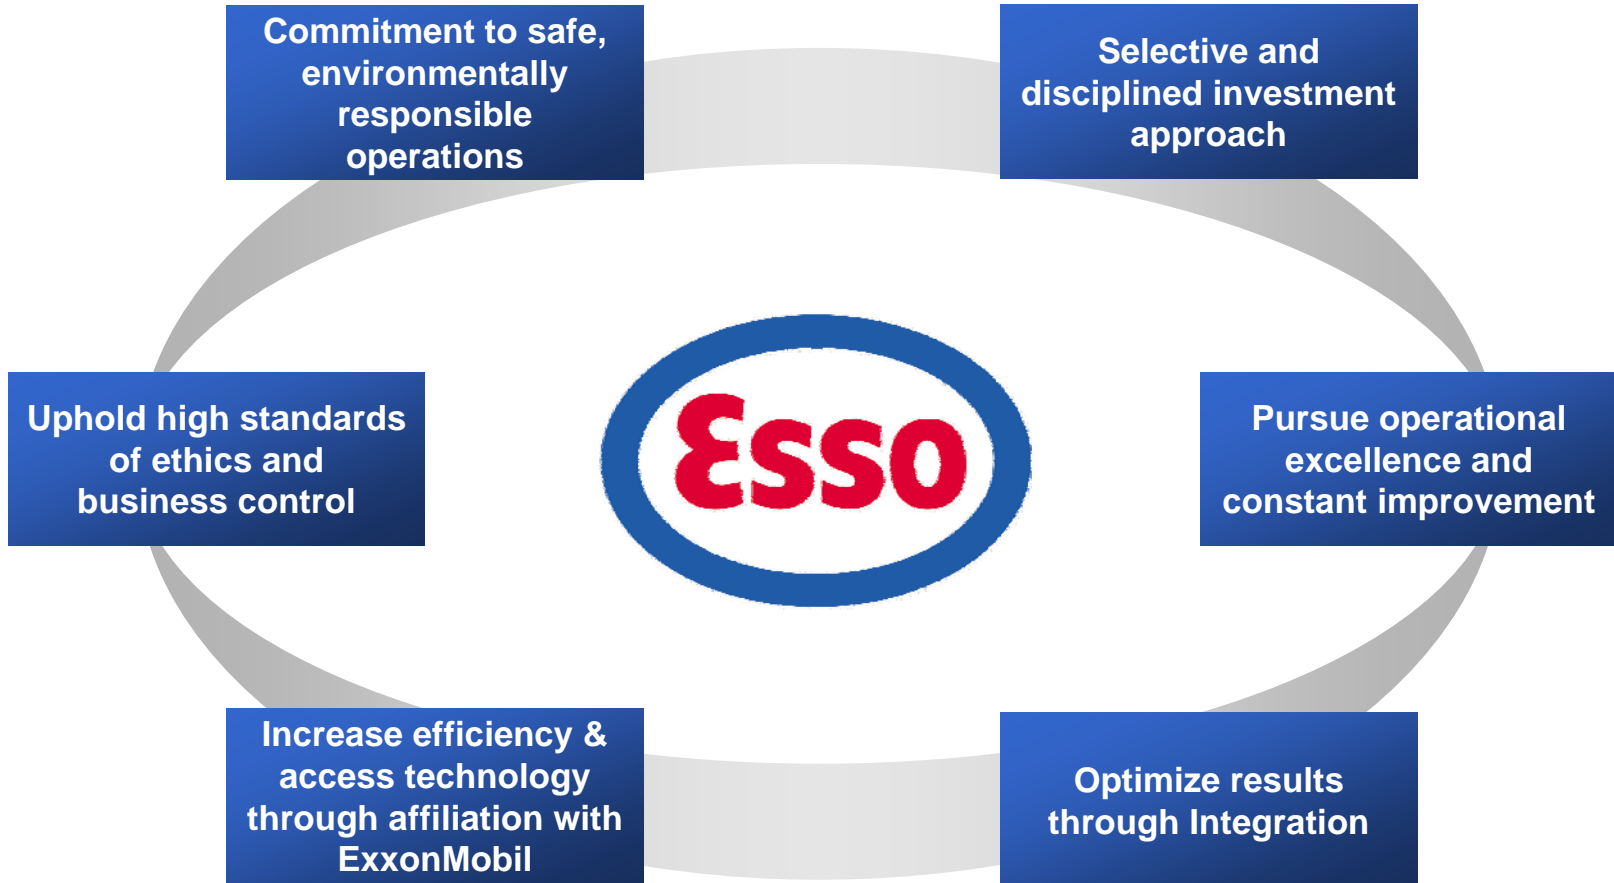 Commitment to safe,
environmentally
responsible
operations
Selective and
disciplined investment
approach
Uphold high standards
of ethics and
business control
Esso
Pursue operational
excellence and
constant improvement
Increase efficiency &
access technology
through affiliation with
ExxonMobil
Optimize results
through Integration